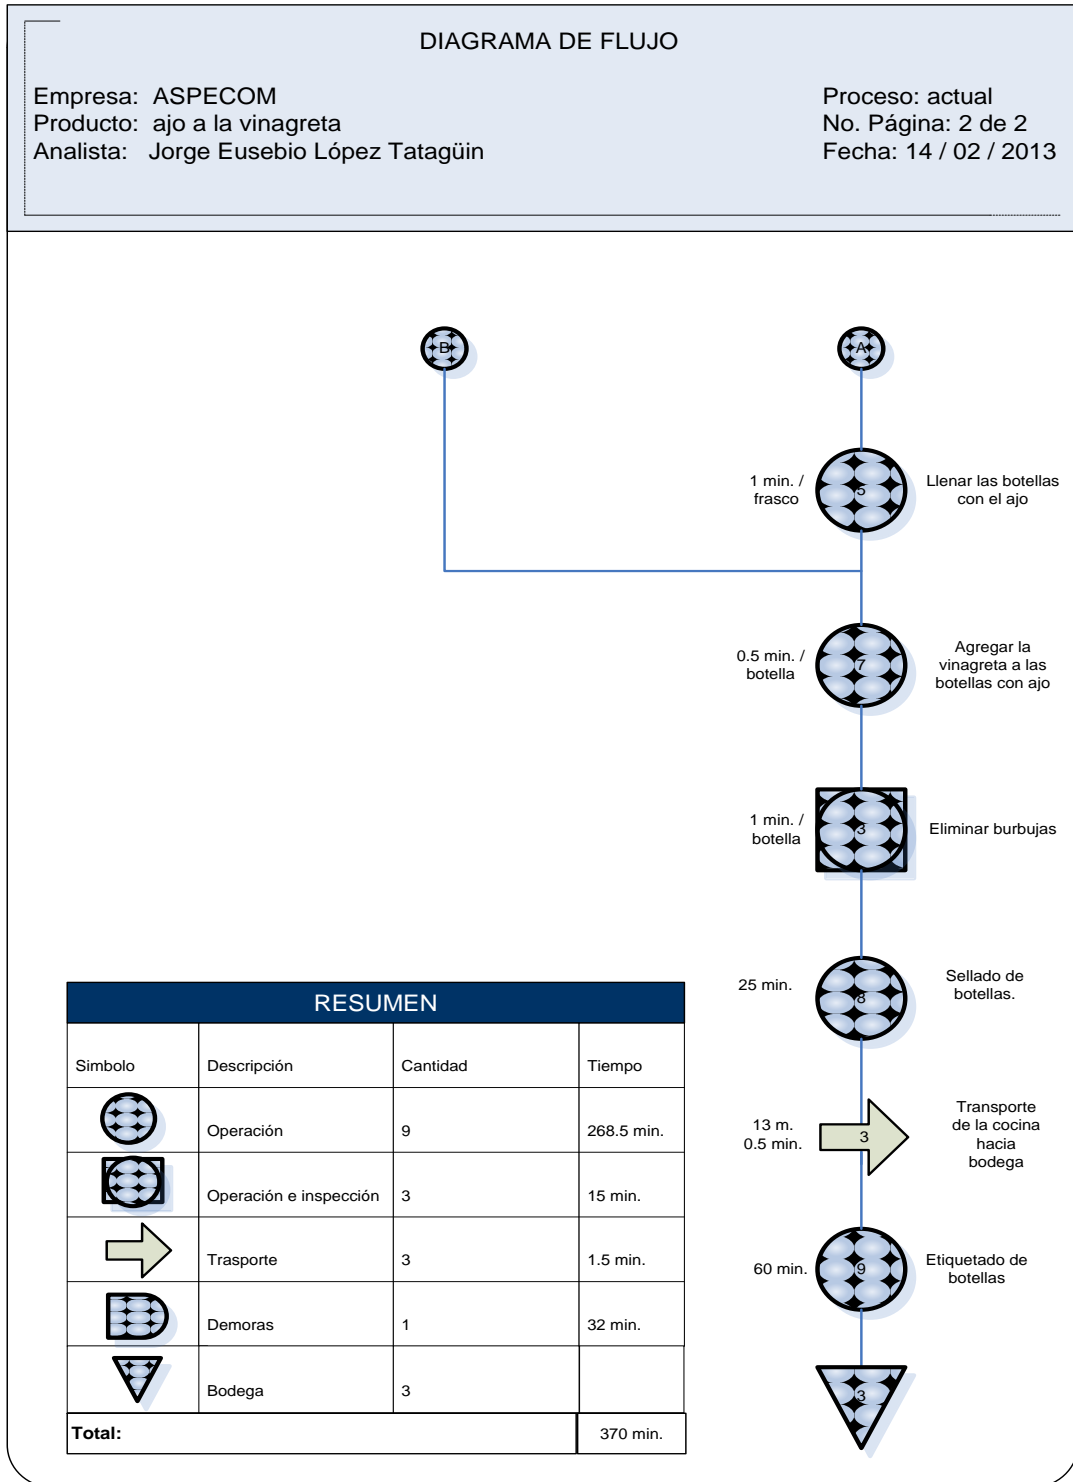 DIAGRAMA DE FLUJO
Empresa: ASPECOM
Producto: ajo a la vinagreta
Analista: Jorge Eusebio López Tatagüin
Proceso: actual
No. Página: 2 de 2
Fecha: 14 / 02 / 2013
B
A
1 min. /
frasco
5
Llenar las botellas
con el ajo
0.5 min. /
botella
7
Agregar la
vinagreta a las
botellas con ajo
1 min. /
botella
3
Eliminar burbujas
25 min.
8
Sellado de
botellas.
13 m.
0.5 min.
3
Transporte
de la cocina
hacia
bodega
60 min.
9
Etiquetado de
botellas
3
RESUMEN
Simbolo Descripción Cantidad Tiempo
Operación 9 268.5 min.
Operación e inspección 3 15 min.
Trasporte 3 1.5 min.
Demoras 1 32 min.
Bodega 3
Total: 370 min.